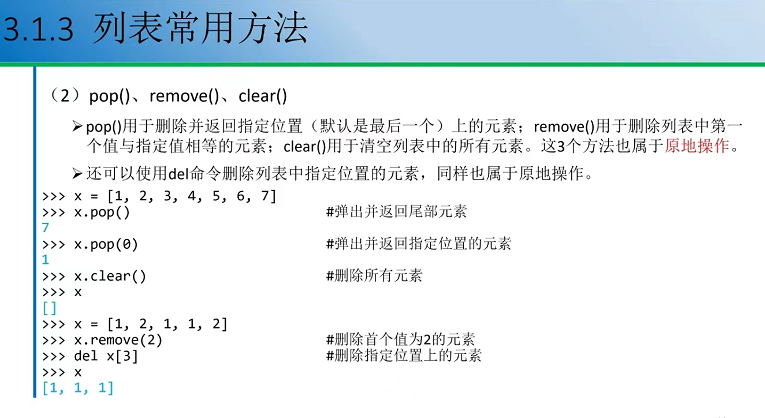 3.1.3 列表常用方法
（2）pop()、remove()、clear()
➢pop()用于删除并返回指定位置（默认是最后一个）上的元素；remove()用于删除列表中第一
个值与指定值相等的元素；clear()用于清空列表中的所有元素。这3个方法也属于原地操作。
➢还可以使用del命令删除列表中指定位置的元素，同样也属于原地操作。
>>> x = [1, 2, 3, 4, 5, 6, 7]
>>> x.pop() #弹出并返回尾部元素
7
>>> x.pop(0) #弹出并返回指定位置的元素
1
>>> x.clear() #删除所有元素
>>> x
[]
>>> x = [1, 2, 1, 1, 2]
>>> x.remove(2) #删除首个值为2的元素
>>> del x[3] #删除指定位置上的元素
>>> x
[1, 1, 1]